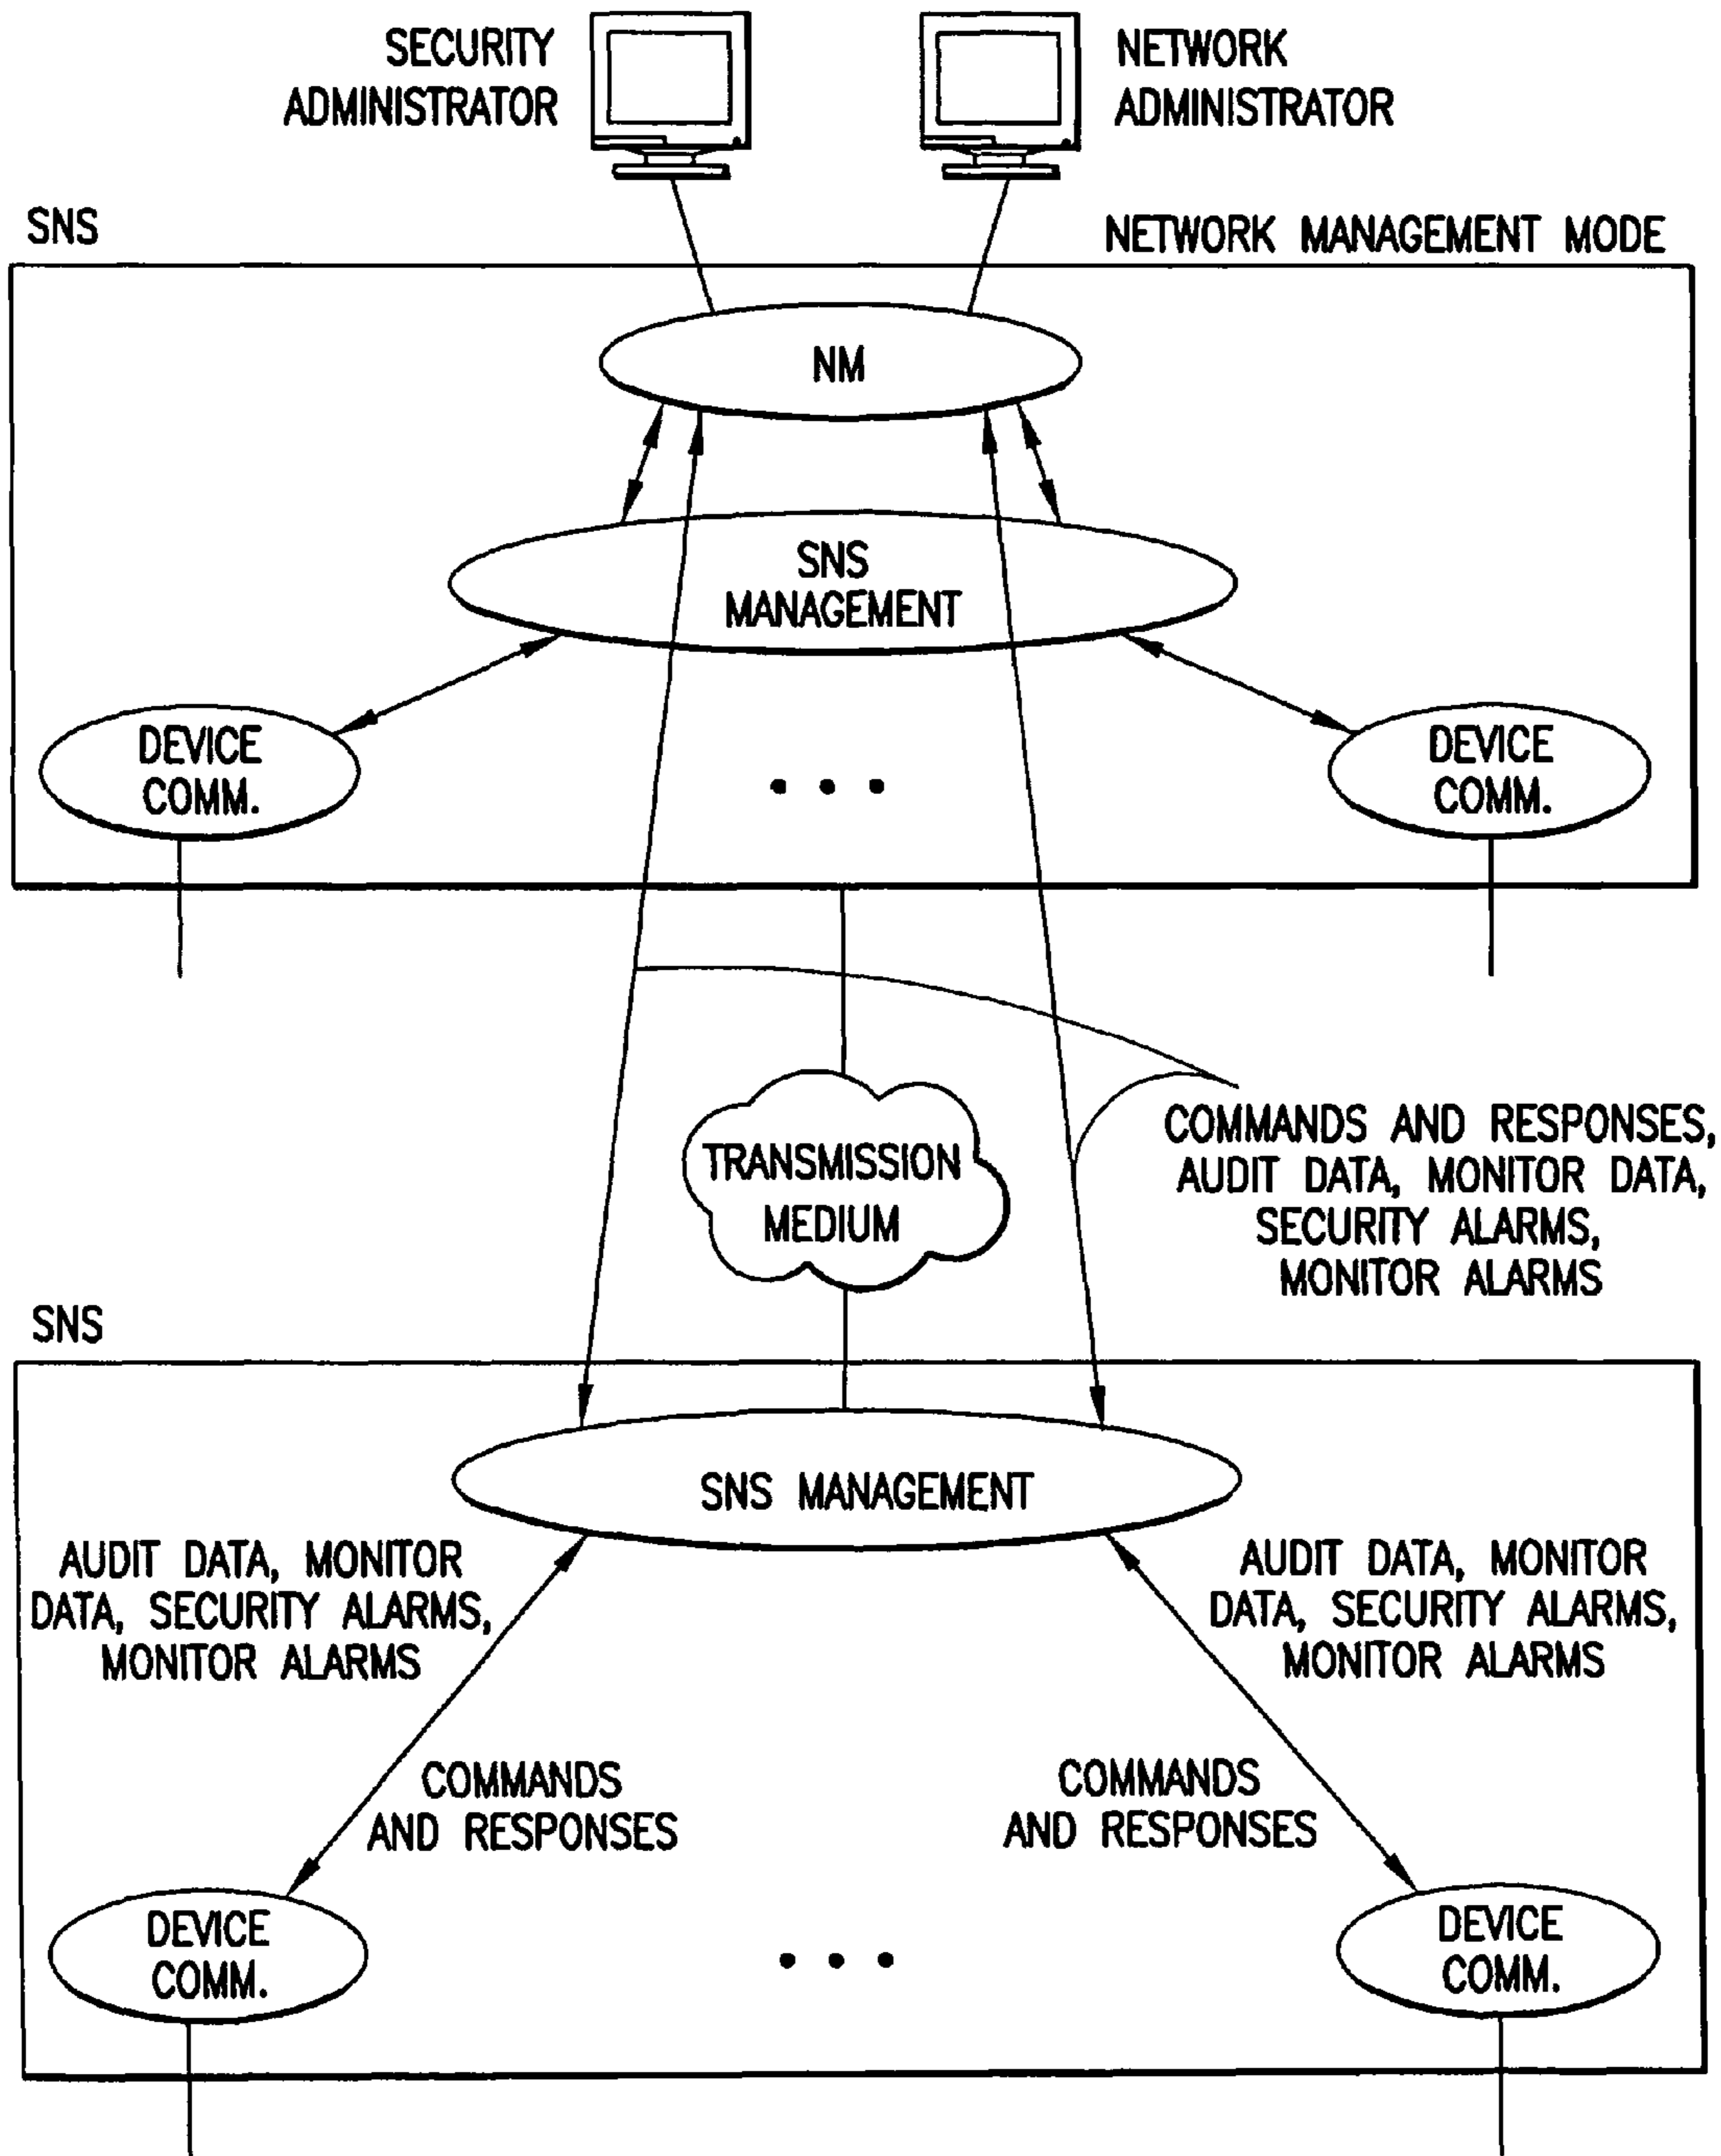 SECURITY
ADMINISTRATOR
NETWORK
ADMINISTRATOR
SNS
NETWORK MANAGEMENT MODE
NM
SNS
MANAGEMENT
DEVICE
COMM.
DEVICE
COMM.
TRANSMISSION
MEDIUM
COMMANDS AND RESPONSES,
AUDIT DATA, MONITOR DATA,
SECURITY ALARMS,
MONITOR ALARMS
SNS
SNS MANAGEMENT
AUDIT DATA, MONITOR
DATA, SECURITY ALARMS,
MONITOR ALARMS
AUDIT DATA, MONITOR
DATA, SECURITY ALARMS,
MONITOR ALARMS
COMMANDS
AND RESPONSES
COMMANDS
AND RESPONSES
DEVICE
COMM.
DEVICE
COMM.